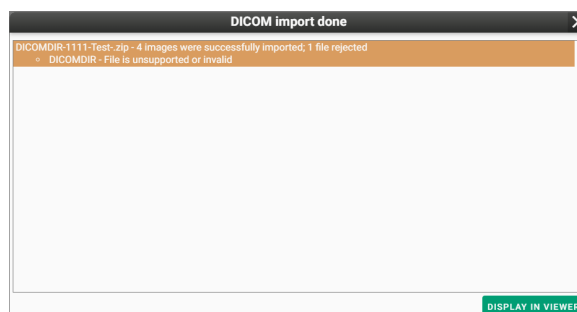 DICOM import done
DICOMDIR-1111-Test-.zip - 4 images were successfully imported; 1 file rejected
DICOMDIR - File is unsupported or invalid
DISPLAY IN VIEWER